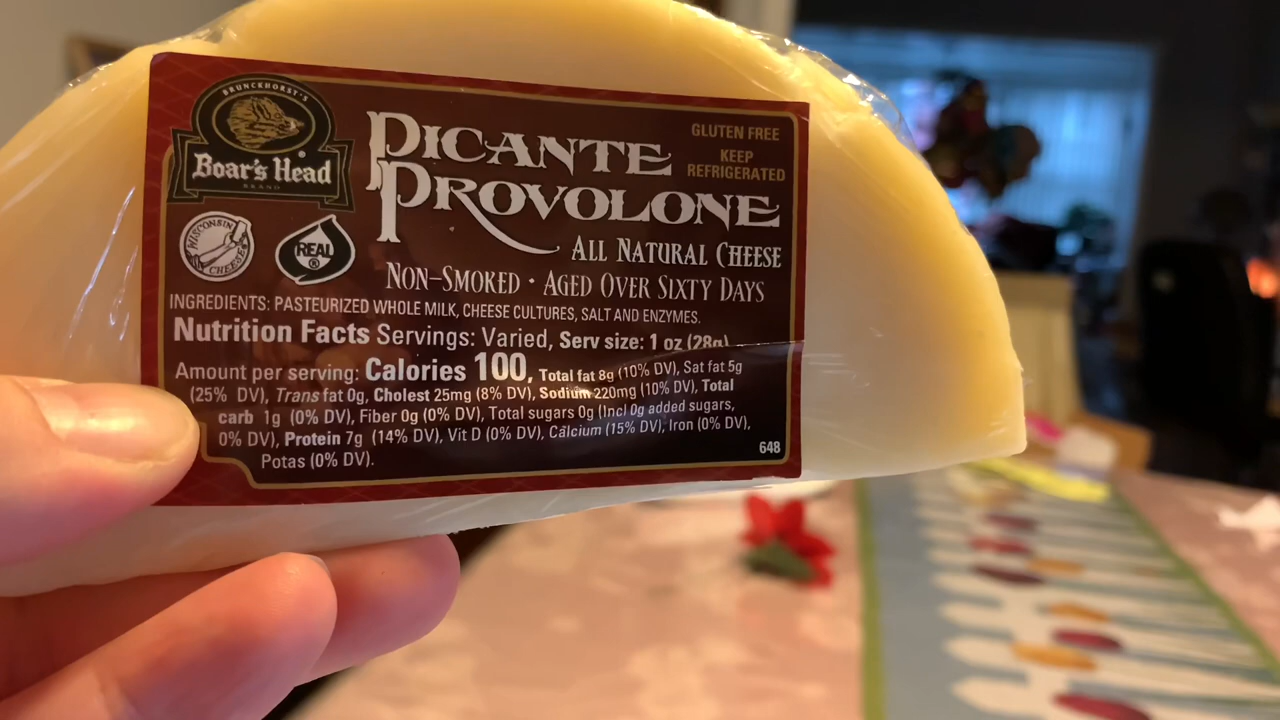 BRUNCKHORST'S
Boar's Head
BRAND
PICANTE
PROVOLONE
GLUTEN FREE
KEEP
REFRIGERATED
WISCONSIN
CHEESE
REAL
®
ALL NATURAL CHEESE
NON-SMOKED • AGED OVER SIXTY DAYS
INGREDIENTS: PASTEURIZED WHOLE MILK, CHEESE CULTURES, SALT AND ENZYMES.
Nutrition Facts Servings: Varied, Serv size: 1 oz (28g),
Amount per serving: Calories 100, Total fat 8g (10% DV), Sat fat 5g
(25% DV), Trans fat 0g, Cholest 25mg (8% DV), Sodium 220mg (10% DV), Total
carb 1g (0% DV), Fiber 0g (0% DV), Total sugars 0g (Incl 0g added sugars,
0% DV), Protein 7g (14% DV), Vit D (0% DV), Calcium (15% DV), Iron (0% DV),
Potas (0% DV).
648